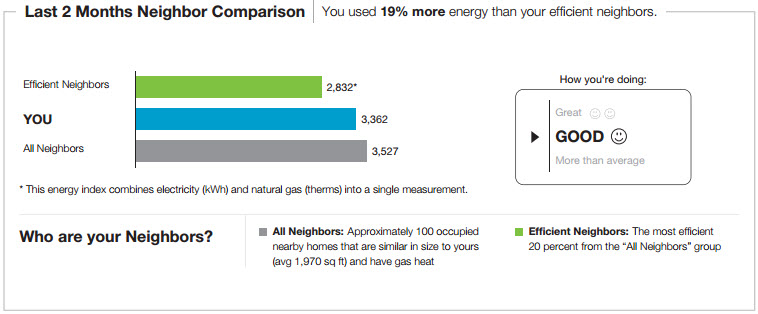 Last 2 Months Neighbor Comparison You used 19% more energy than your efficient neighbors.
Efficient Neighbors 2,832*
YOU 3,362
All Neighbors 3,527
How you're doing:
Great
GOOD
More than average
* This energy index combines electricity (kWh) and natural gas (therms) into a single measurement.
Who are your Neighbors?
All Neighbors: Approximately 100 occupied
nearby homes that are similar in size to yours
(avg 1,970 sq ft) and have gas heat
Efficient Neighbors: The most efficient
20 percent from the “All Neighbors” group